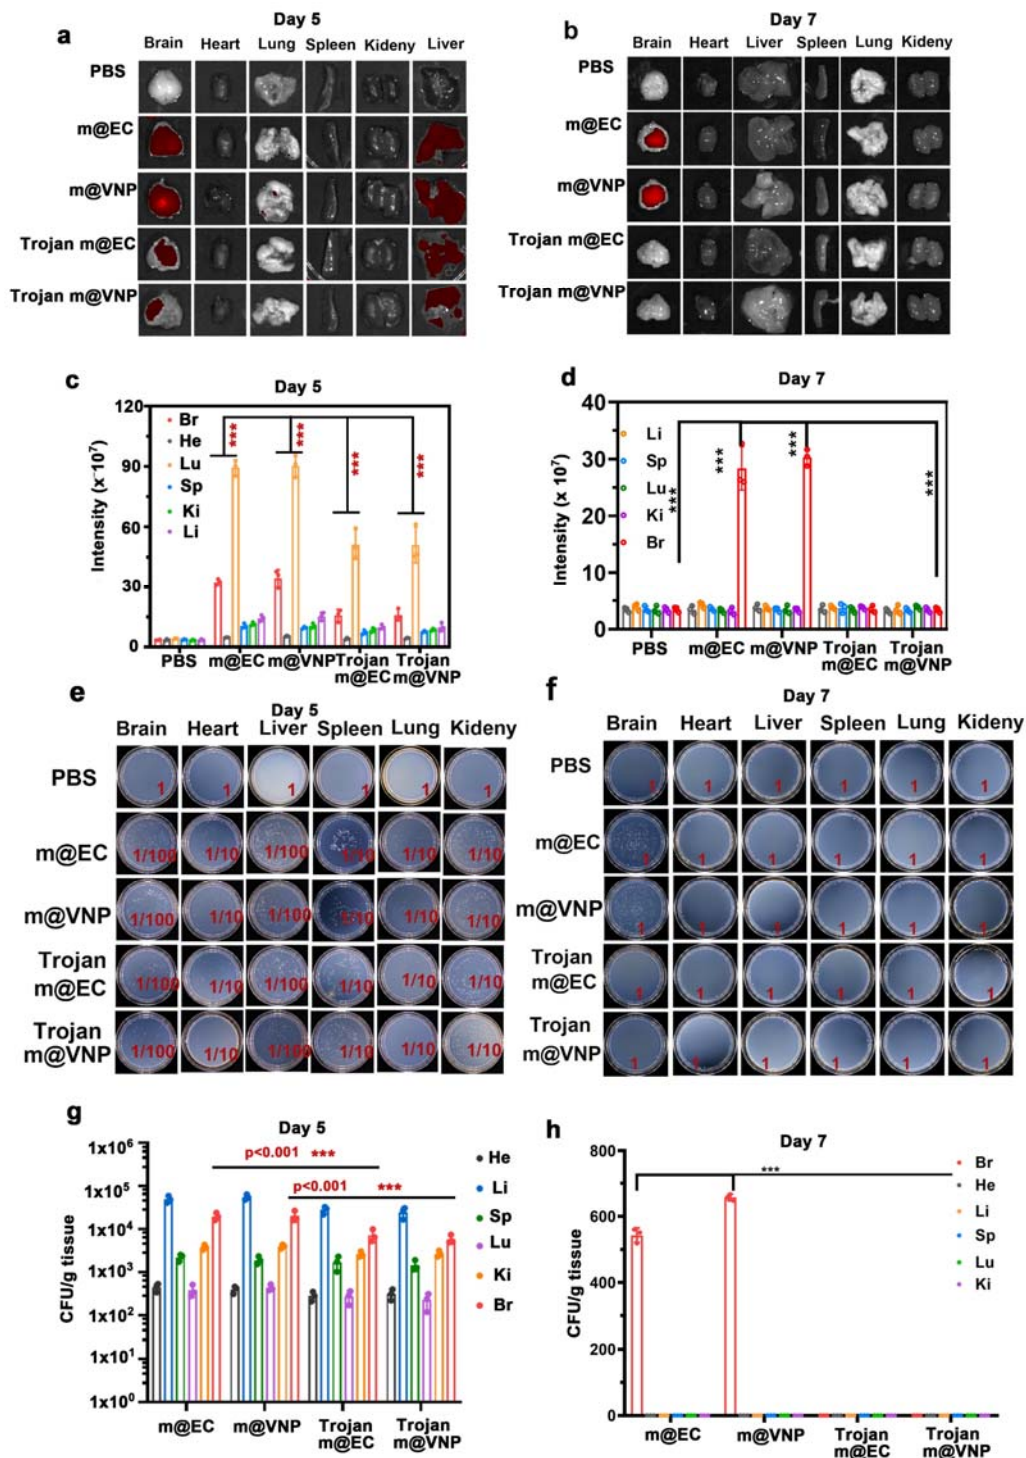 a
Day 5
Brain Heart Lung Spleen Kideny Liver
PBS
m@EC
m@VNP
Trojan m@EC
Trojan m@VNP
b
Day 7
Brain Heart Liver Spleen Lung Kideny
PBS
m@EC
m@VNP
Trojan m@EC
Trojan m@VNP
c
Day 5
Intensity (x 10⁷)
120
90
60
30
0
Br
He
Lu
Sp
Ki
Li
*** *** *** ***
PBS m@EC m@VNP Trojan Trojan
m@EC m@VNP
d
Day 7
Intensity (x 10⁷)
40
30
20
10
0
Li
Sp
Lu
Ki
Br
*** *** *** ***
PBS m@EC m@VNP Trojan Trojan
m@EC m@VNP
e
Day 5
Brain Heart Liver Spleen Lung Kideny
PBS
1 1 1 1 1 1
m@EC
1/100 1/10 1/100 1/10 1/10 1/10
m@VNP
1/100 1/10 1/100 1/10 1/10 1/10
Trojan
m@EC
1/100 1/10 1/100 1/10 1/10 1/10
Trojan
m@VNP
1/100 1/10 1/100 1/10 1/10 1/10
f
Day 7
Brain Heart Liver Spleen Lung Kideny
PBS
1 1 1 1 1 1
m@EC
1 1 1 1 1 1
m@VNP
1 1 1 1 1 1
Trojan
m@EC
1 1 1 1 1 1
Trojan
m@VNP
1 1 1 1 1 1
g
Day 5
CFU/g tissue
1x10⁶
1x10⁵
1x10⁴
1x10³
1x10²
1x10¹
1x10⁰
p<0.001 ***
p<0.001 ***
He
Li
Sp
Lu
Ki
Br
m@EC m@VNP Trojan Trojan
m@EC m@VNP
h
Day 7
CFU/g tissue
800
600
400
200
0
***
Br
He
Li
Sp
Lu
Ki
m@EC m@VNP Trojan Trojan
m@EC m@VNP